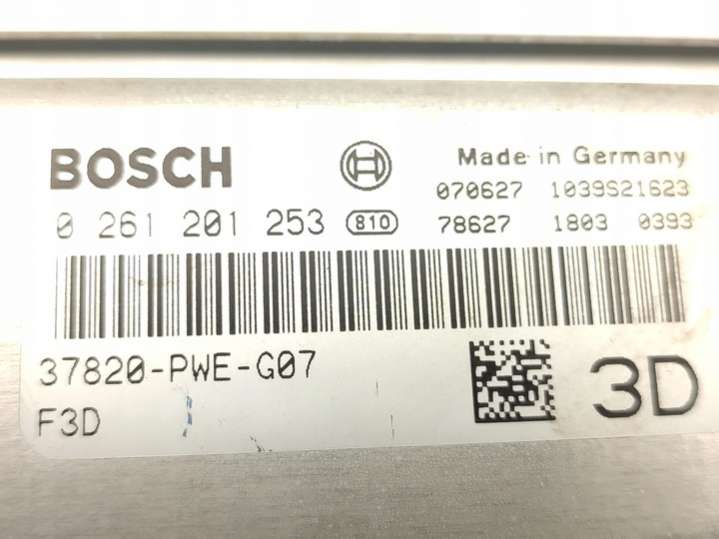 BOSCH
Made in Germany
070627 1039S21623
0 261 201 253 810
78627 1803 0393
37820-PWE-G07
F3D
3D